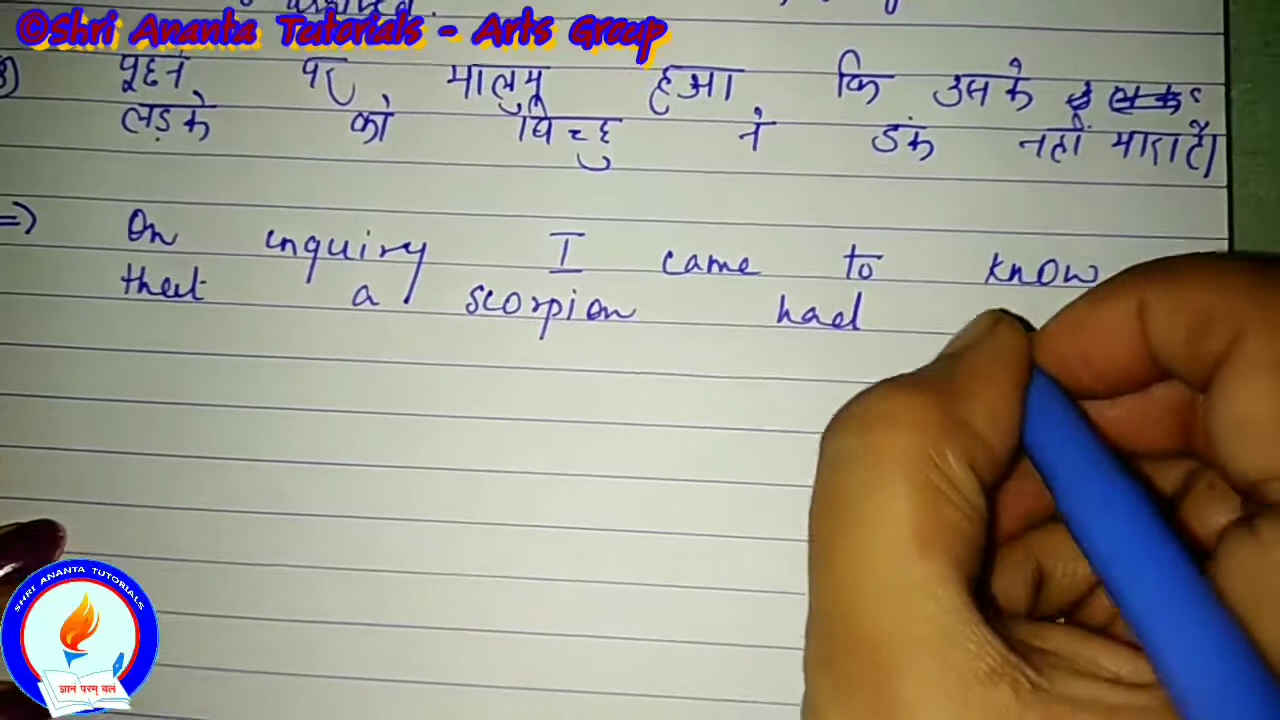 ©Shri Ananta Tutorials - Arts Group
पूछने पर मालुम हुआ कि उसके
लड़के को बिच्छु ने डंक नहीं मारा है।
=> On inquiry I came to know
that a scorpion had
SHRI ANANTA TUTORIALS
ज्ञानं परम् बलं